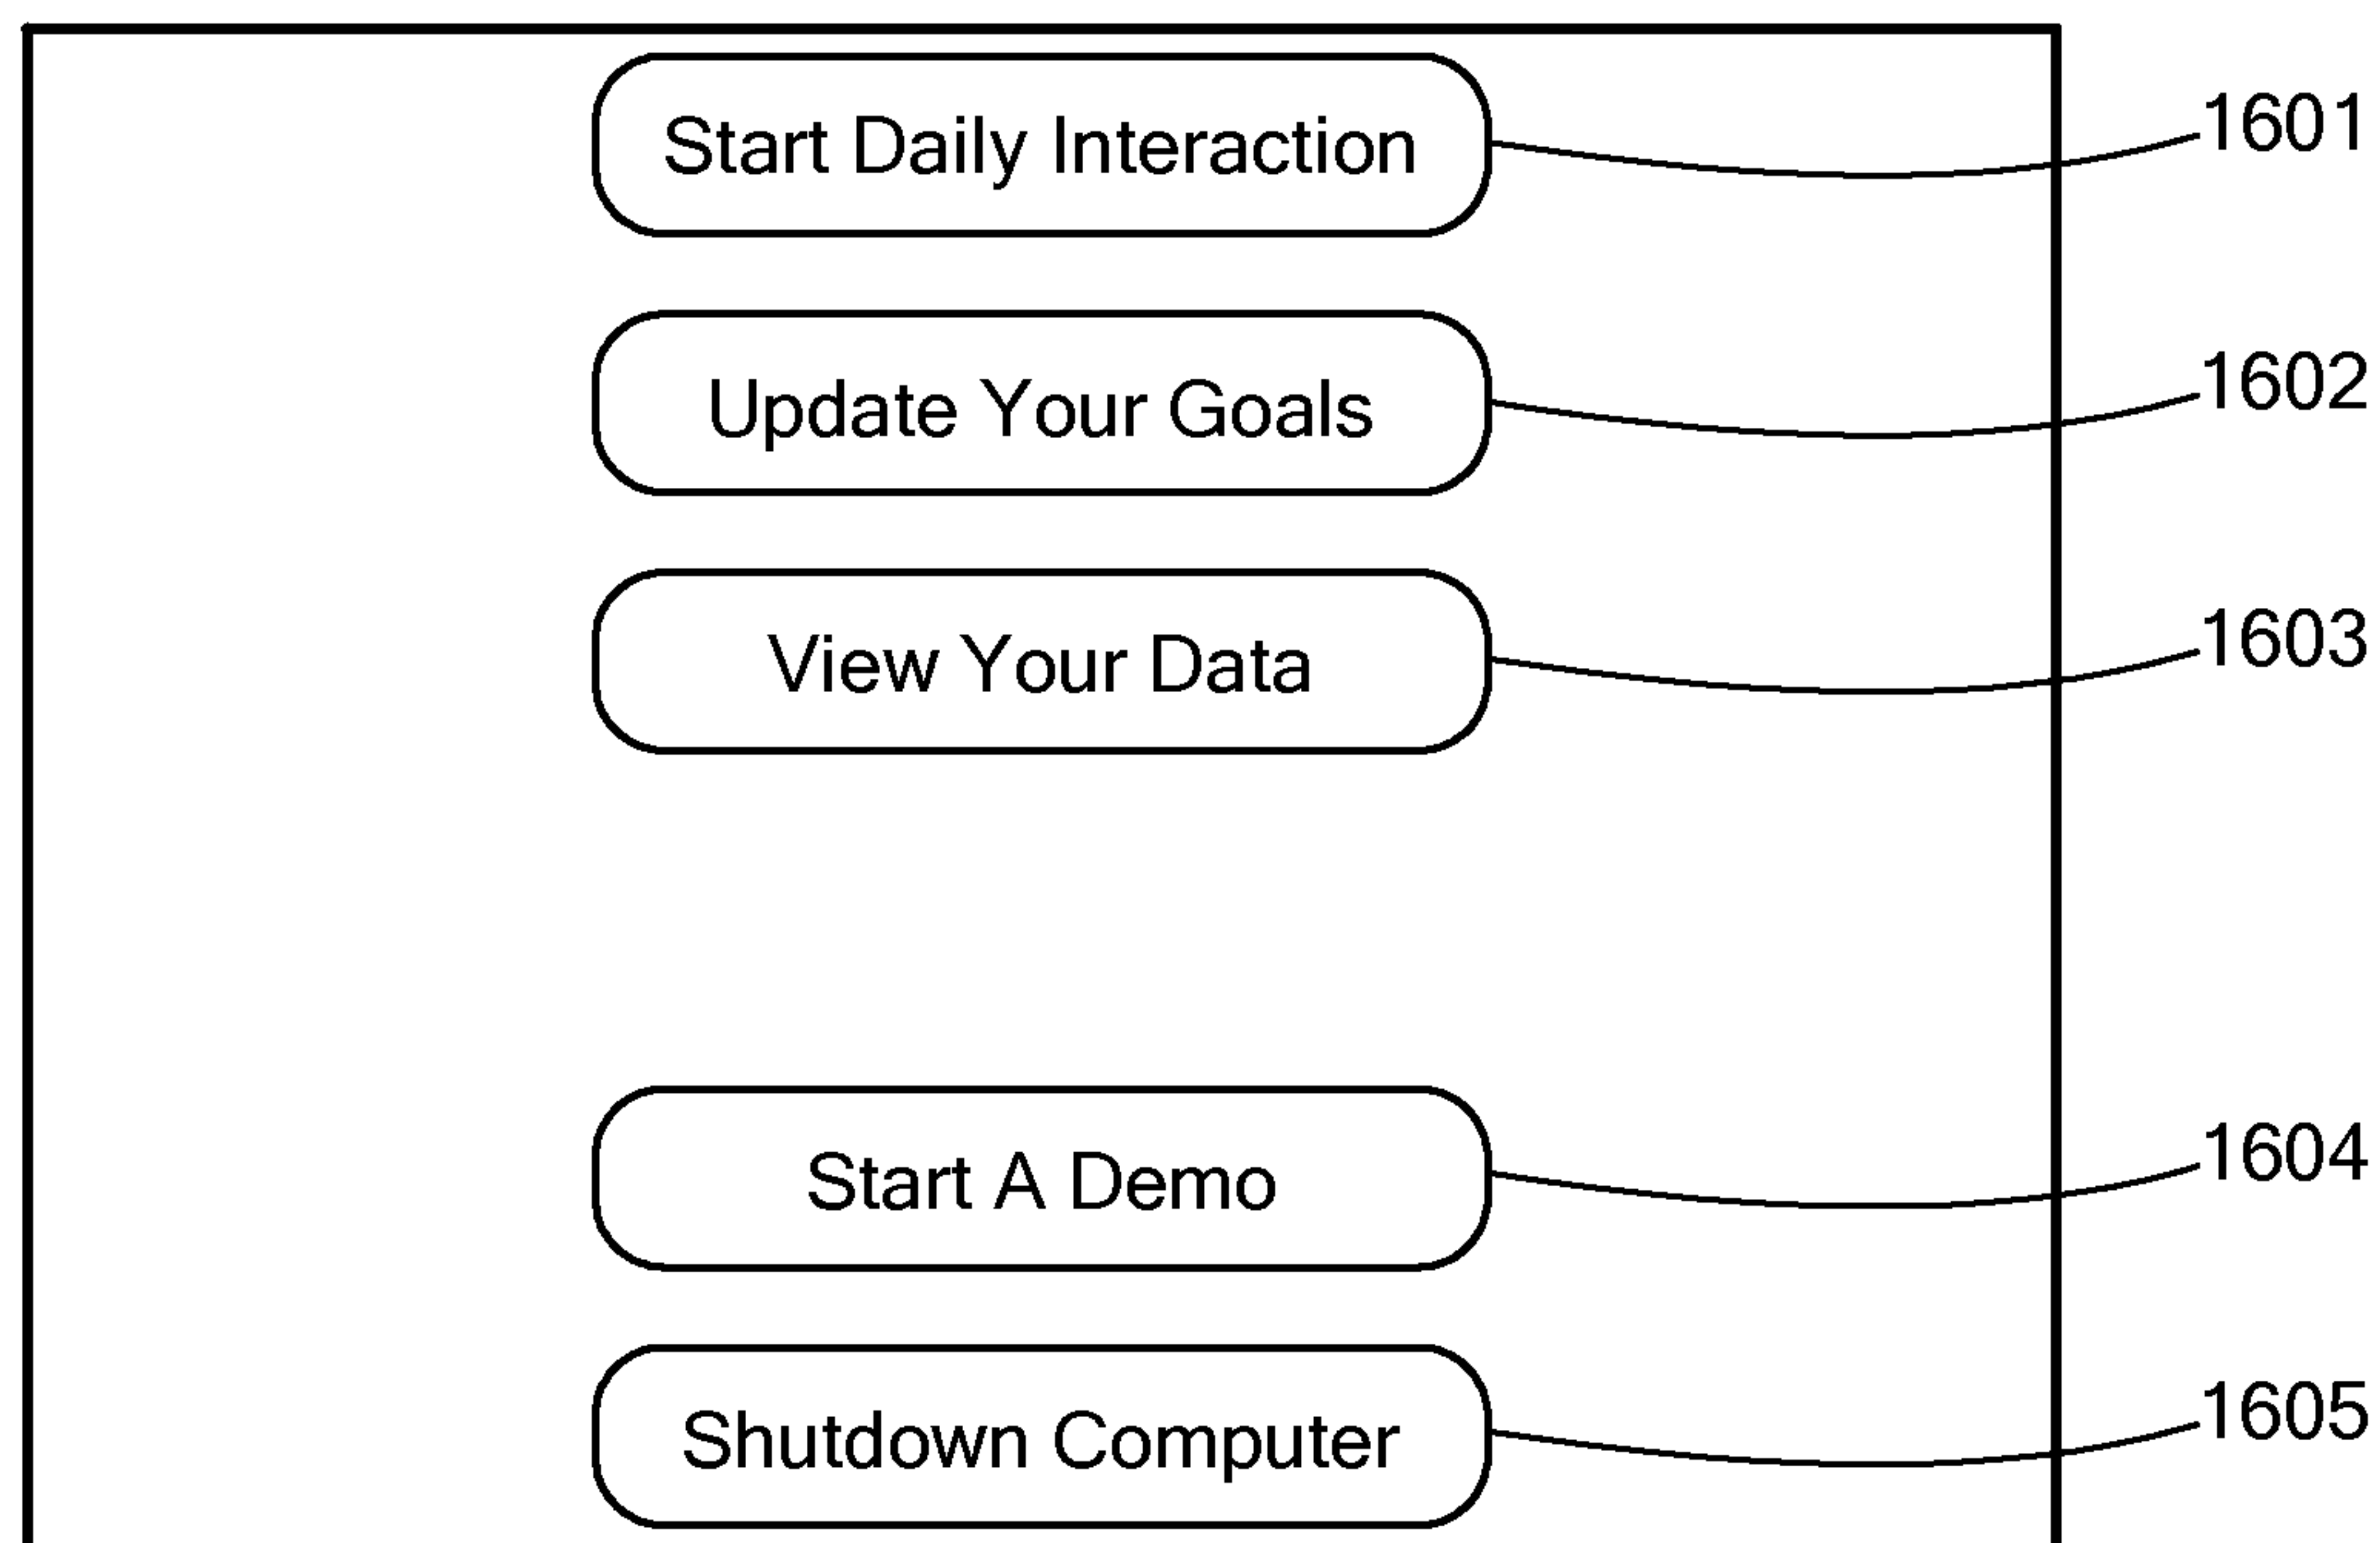 Start Daily Interaction
1601
Update Your Goals
1602
View Your Data
1603
Start A Demo
1604
Shutdown Computer
1605